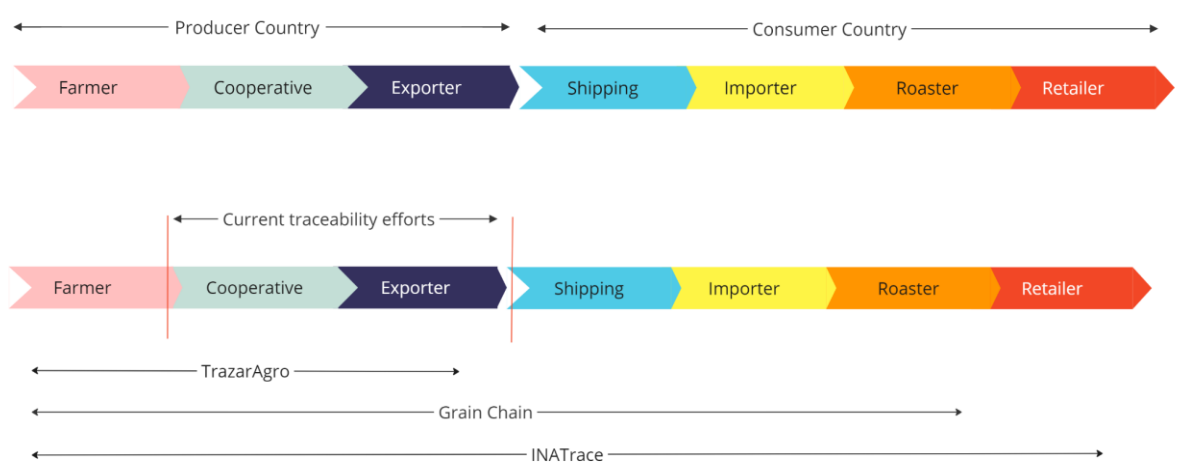 Producer Country
Consumer Country
Farmer
Cooperative
Exporter
Shipping
Importer
Roaster
Retailer
Current traceability efforts
Farmer
Cooperative
Exporter
Shipping
Importer
Roaster
Retailer
TrazarAgro
Grain Chain
INATrace